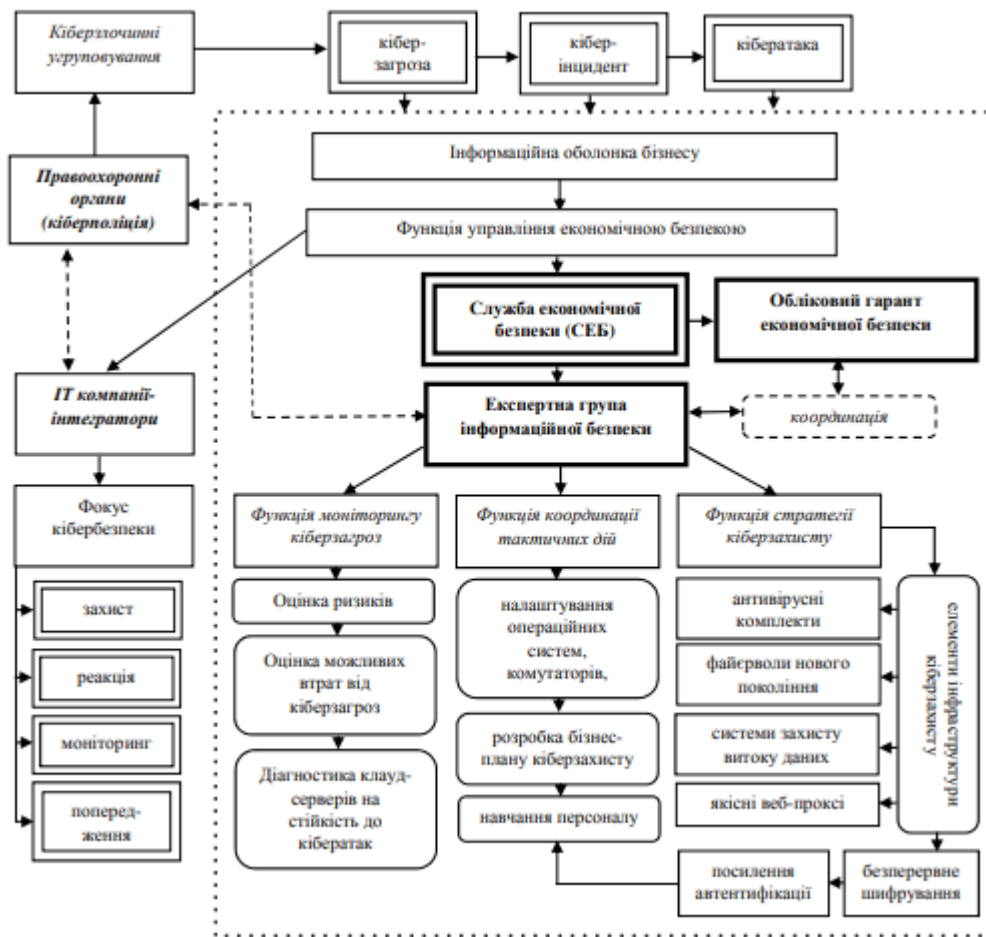 Кіберзлочинні
угруповування
кібер-
загроза
кібер-
інцидент
кібератака
Інформаційна оболонка бізнесу
Правоохоронні
органи
(кіберполіція)
Функція управління економічною безпекою
Служба економічної
безпеки (СЕБ)
Обліковий гарант
економічної безпеки
ІТ компанії-
інтегратори
Експертна група
інформаційної безпеки
координація
Фокус
кібербезпеки
захист
реакція
моніторинг
поперед-
ження
Функція моніторингу
кіберзагроз
Оцінка ризиків
Оцінка можливих
втрат від
кіберзагроз
Діагностика клауд-
серверів на
стійкість до
кібератак
Функція координації
тактичних дій
налаштування
операційних
систем,
комутаторів,
розробка бізнес-
плану кіберзахисту
навчання персоналу
Функція стратегії
кіберзахисту
антивірусні
комплекти
файєрволи нового
покоління
системи захисту
витоку даних
якісні веб-проксі
елементи інфраструктури
кіберзахисту
посилення
автентифікації
безперервне
шифрування